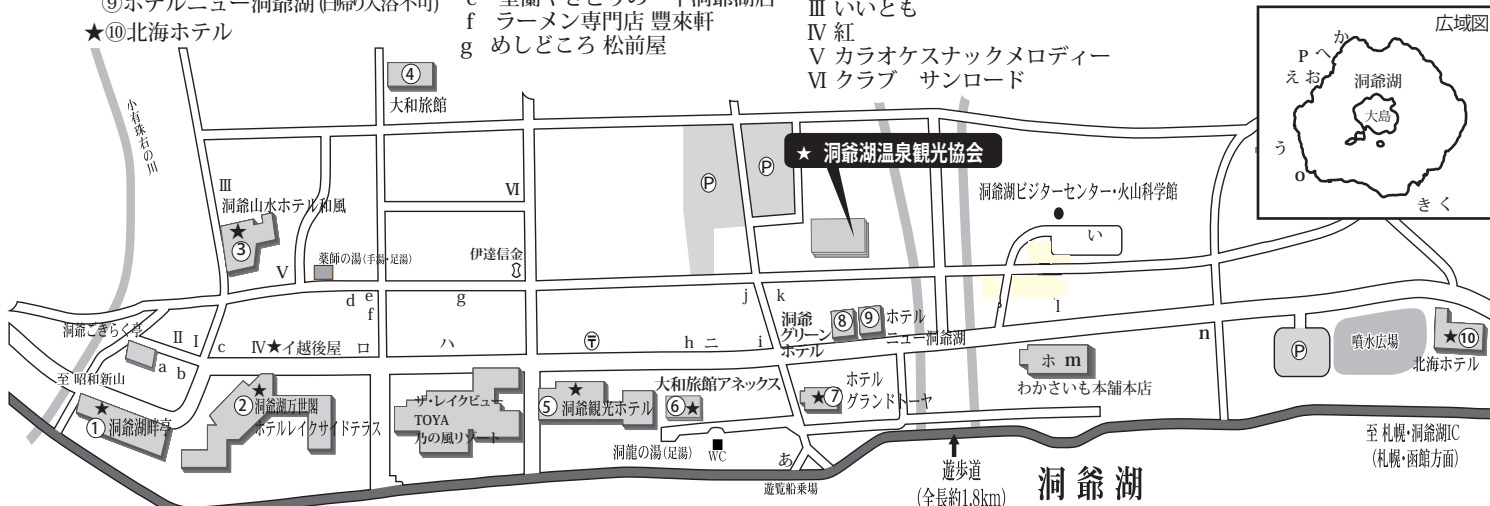 ⑨ホテルニュー洞爺湖(日帰り入浴不可)
★⑩北海ホテル
f ラーメン専門店 豊來軒
g めしどころ 松前屋
Ⅲ いいとも
Ⅳ 紅
Ⅴ カラオケスナックメロディー
Ⅵ クラブ サンロード
広域図
か
へ
P
え お
洞爺湖
大島
う
o
き く
④
大和旅館
小有珠右の川
P
P
★ 洞爺湖温泉観光協会
洞爺湖ビジターセンター・火山科学館
い
Ⅲ
洞爺山水ホテル和風
★
③
Ⅵ
薬師の湯(手湯・足湯)
伊達信金
Ⅴ
d e
f
g
j k
l
洞爺ごきらく亭
Ⅱ Ⅰ
a b
c Ⅳ★イ越後屋 ロ
ハ
〒
h ニ i
洞爺
グリーン
ホテル
⑧ ⑨ ホテル
ニュー洞爺湖
n
P
噴水広場
★⑩
北海ホテル
至 昭和新山
★
①洞爺湖畔亭
★
②洞爺湖万世閣
ホテルレイクサイドテラス
ザ・レイクビュー
TOYA
乃の風リゾート
★
⑤ 洞爺観光ホテル
大和旅館アネックス
⑥★
★⑦
ホテル
グランドトーヤ
ホ m
わかさいも本舗本店
洞龍の湯(足湯)
WC
あ
遊覧船乗場
遊歩道
(全長約1.8km)
洞爺湖
至 札幌・洞爺湖IC
(札幌・函館方面)